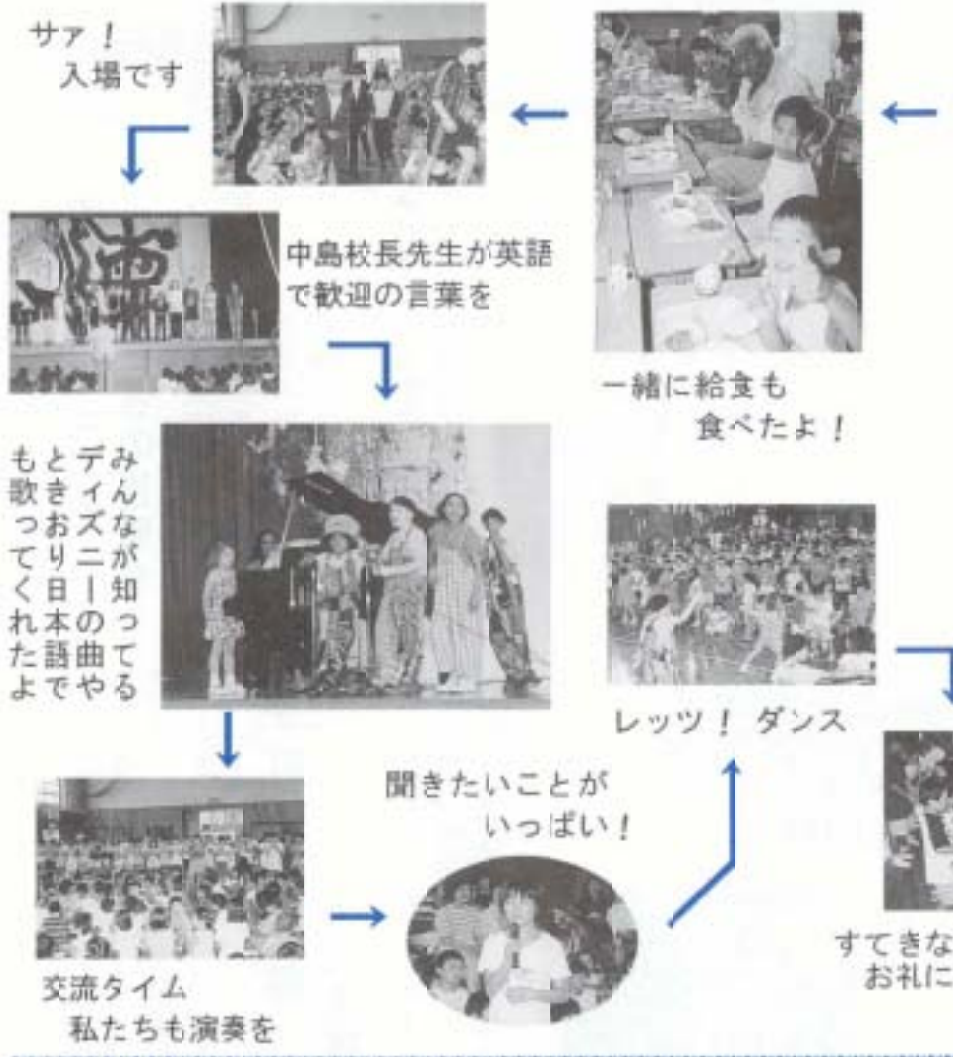 一緒に給食も
食べたよ！
サァ！
入場です
中島校長先生が英語
で歓迎の言葉を
みんなが知ってる
ディズニーの曲や
ときおり日本語で
も歌ってくれたよ
交流タイム
私たちも演奏を
聞きたいことが
いっぱい！
レッツ！ ダンス
すてきな
お礼に